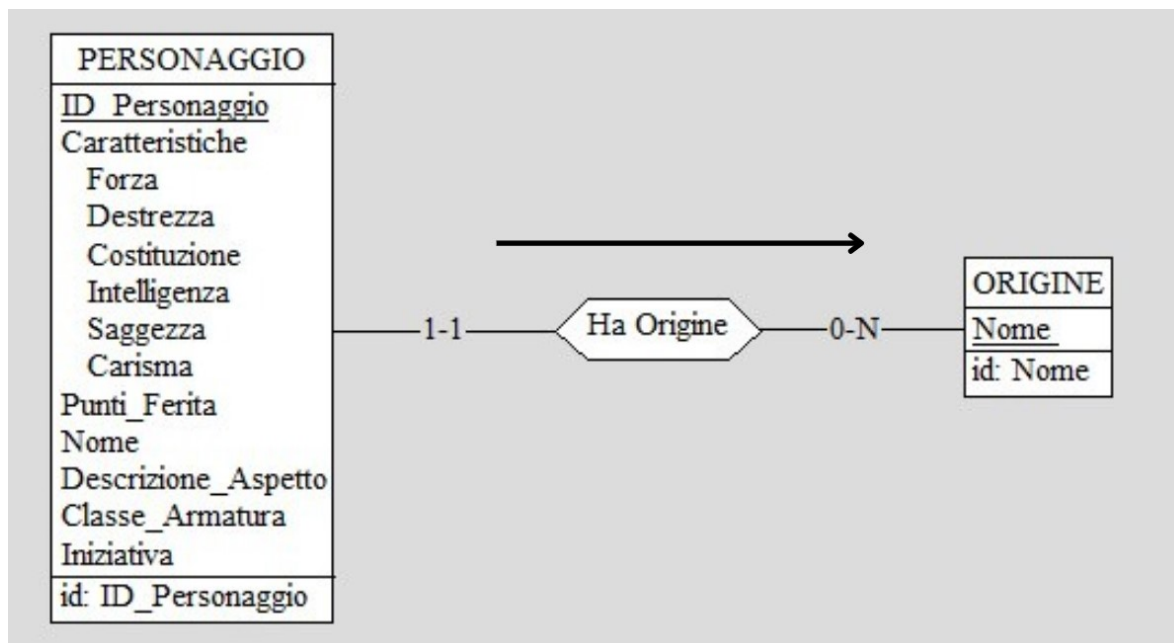 PERSONAGGIO
ID_Personaggio
Caratteristiche
Forza
Destrezza
Costituzione
Intelligenza
Saggezza
Carisma
Punti_Ferita
Nome
Descrizione_Aspetto
Classe_Armatura
Iniziativa
id: ID_Personaggio
1-1
Ha Origine
0-N
ORIGINE
Nome
id: Nome